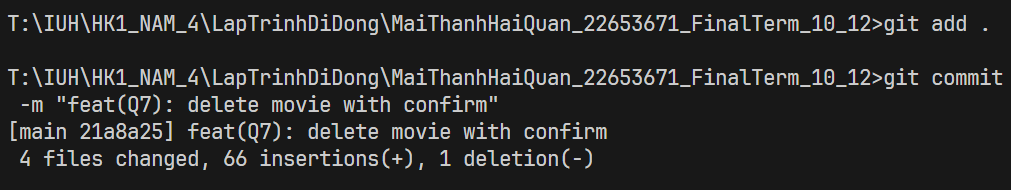 T:\IUH\HK1_NAM_4\LapTrinhDiDong\MaiThanhHaiQuan_22653671_FinalTerm_10_12>git add .
T:\IUH\HK1_NAM_4\LapTrinhDiDong\MaiThanhHaiQuan_22653671_FinalTerm_10_12>git commit
 -m "feat(Q7): delete movie with confirm"
[main 21a8a25] feat(Q7): delete movie with confirm
 4 files changed, 66 insertions(+), 1 deletion(-)